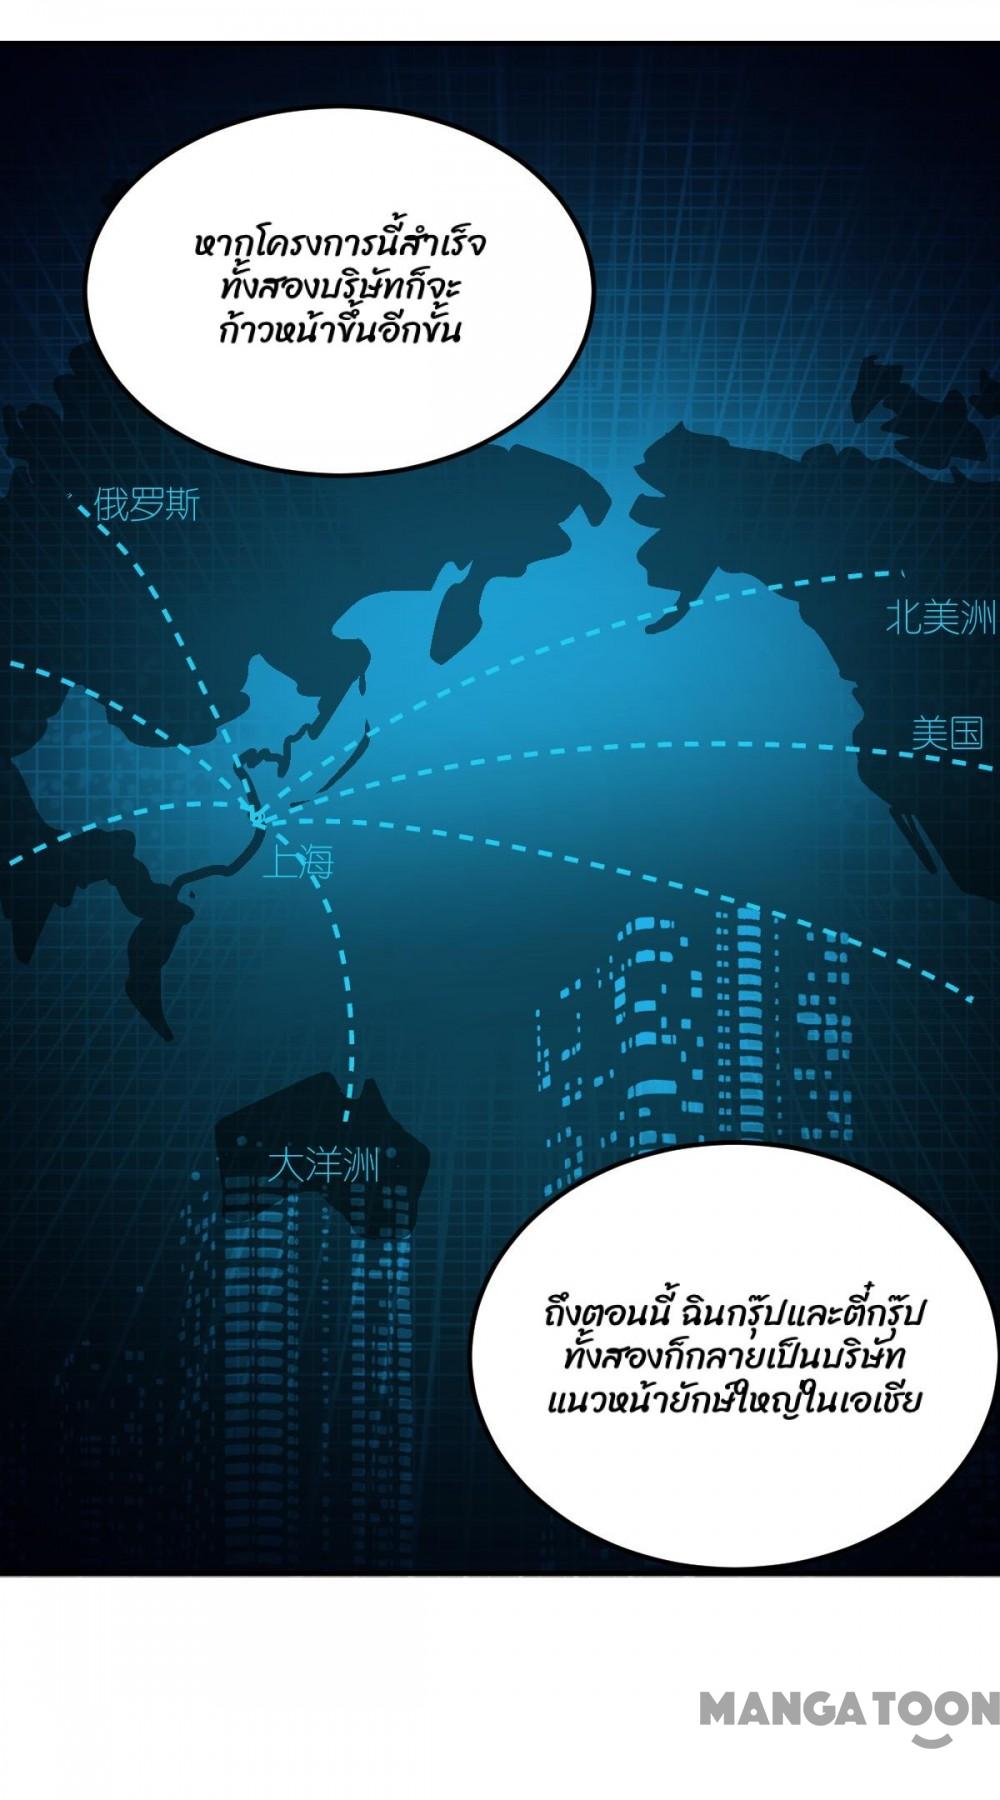 หากโครงการนี้สำเร็จ
ทั้งสองบริษัทก็จะ
ก้าวหน้าขึ้นอีกขั้น
俄罗斯
北美洲
美国
上海
大洋洲
ถึงตอนนี้ ฉินกรุ๊ปและตี๋กรุ๊ป
ทั้งสองก็กลายเป็นบริษัท
แนวหน้ายักษ์ใหญ่ในเอเชีย
MANGATOON